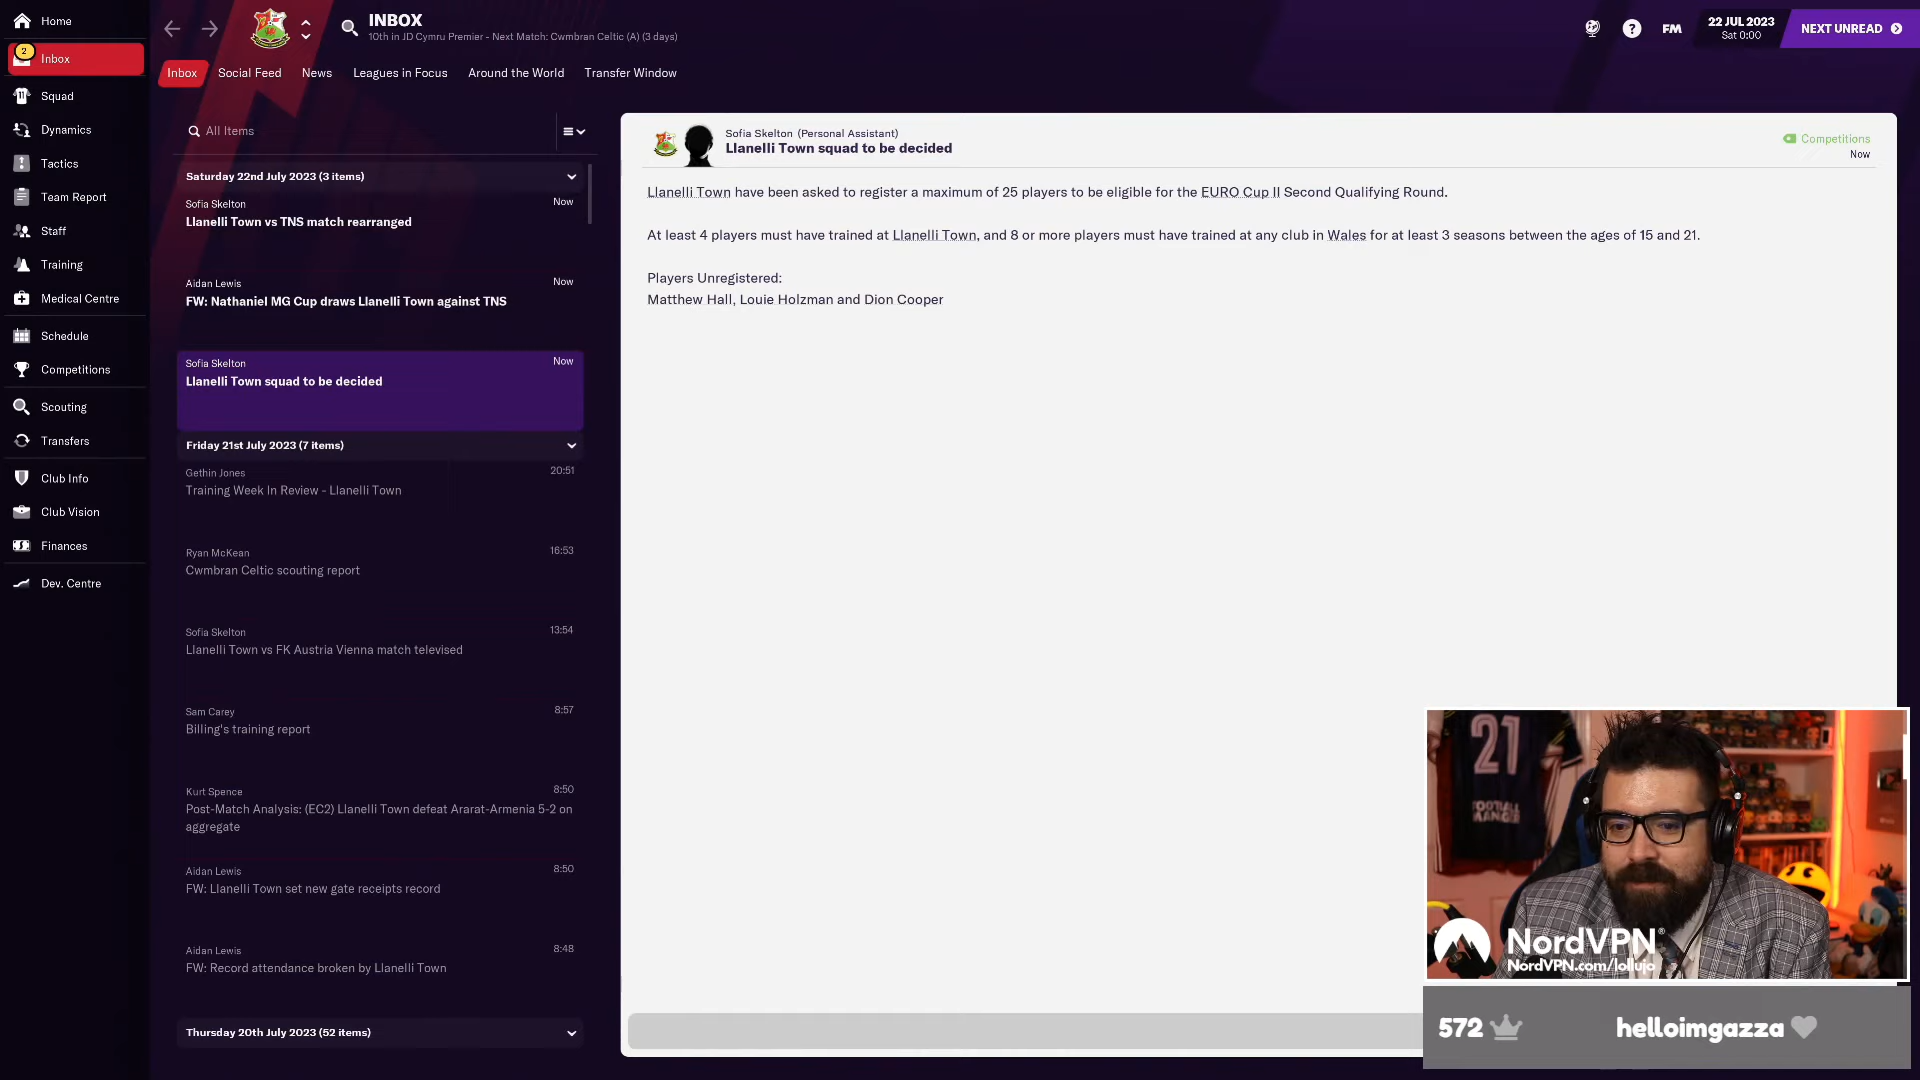 Home
2
Inbox
Squad
Dynamics
Tactics
Team Report
Staff
Training
Medical Centre
Schedule
Competitions
Scouting
Transfers
Club Info
Club Vision
Finances
Dev. Centre
INBOX
10th in JD Cymru Premier - Next Match: Cwmbran Celtic (A) (3 days)
?
FM
22 JUL 2023
Sat 0:00
NEXT UNREAD
Inbox
Social Feed
News
Leagues in Focus
Around the World
Transfer Window
All Items
Saturday 22nd July 2023 (3 items)
Sofia Skelton
Now
Llanelli Town vs TNS match rearranged
Aidan Lewis
Now
FW: Nathaniel MG Cup draws Llanelli Town against TNS
Sofia Skelton
Now
Llanelli Town squad to be decided
Friday 21st July 2023 (7 items)
Gethin Jones
20:51
Training Week In Review - Llanelli Town
Ryan McKean
16:53
Cwmbran Celtic scouting report
Sofia Skelton
13:54
Llanelli Town vs FK Austria Vienna match televised
Sam Carey
8:57
Billing's training report
Kurt Spence
8:50
Post-Match Analysis: (EC2) Llanelli Town defeat Ararat-Armenia 5-2 on
aggregate
Aidan Lewis
8:50
FW: Llanelli Town set new gate receipts record
Aidan Lewis
8:48
FW: Record attendance broken by Llanelli Town
Thursday 20th July 2023 (52 items)
Sofia Skelton (Personal Assistant)
Llanelli Town squad to be decided
Competitions
Now
Llanelli Town have been asked to register a maximum of 25 players to be eligible for the EURO Cup II Second Qualifying Round.
At least 4 players must have trained at Llanelli Town, and 8 or more players must have trained at any club in Wales for at least 3 seasons between the ages of 15 and 21.
Players Unregistered:
Matthew Hall, Louie Holzman and Dion Cooper
21
FOOTBALL
NordVPN®
NordVPN.com/lollujo
572
helloimgazza